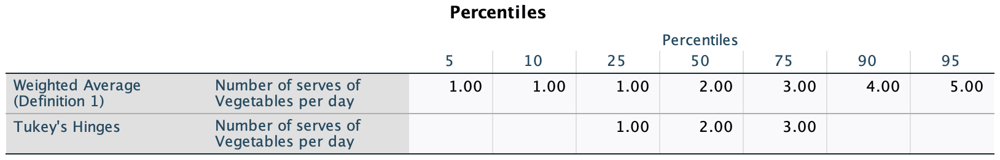 Percentiles
Percentiles
5 10 25 50 75 90 95
Weighted Average Number of serves of 1.00 1.00 1.00 2.00 3.00 4.00 5.00
(Definition 1) Vegetables per day
Tukey's Hinges Number of serves of 1.00 2.00 3.00
Vegetables per day